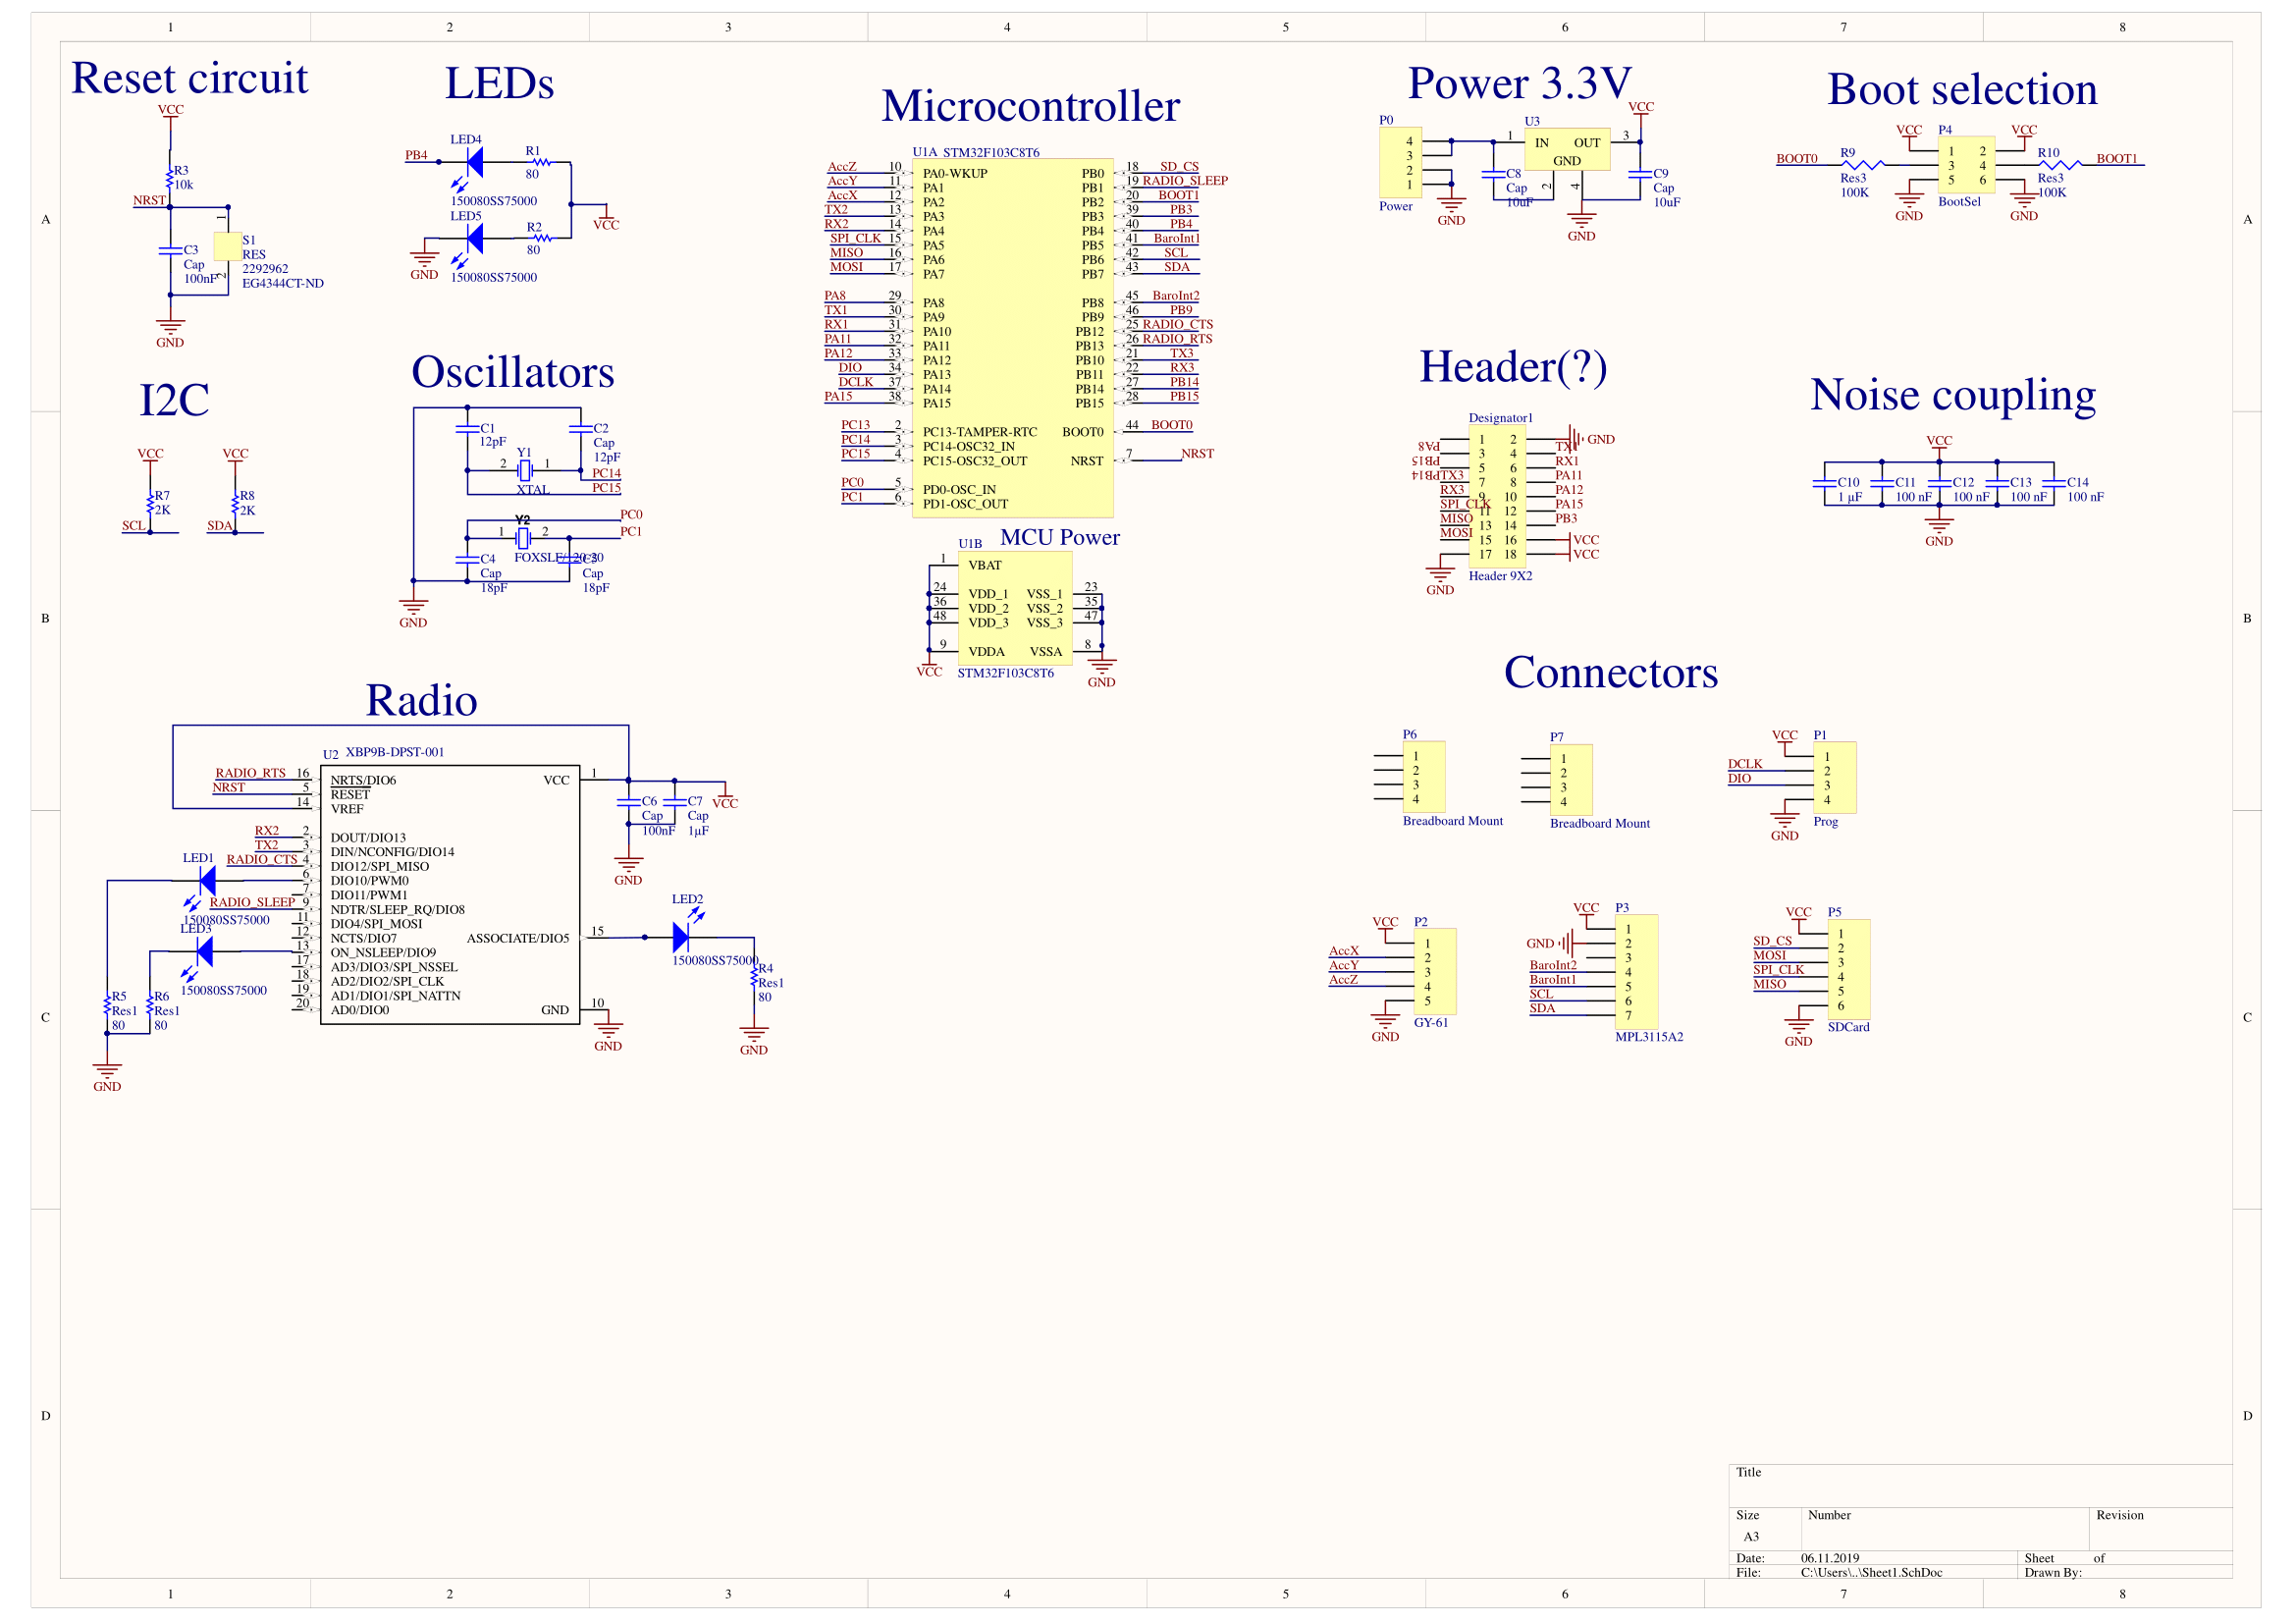 1 2 3 4 5 6 7 8
A
B
C
D
A
B
C
D
Reset circuit
VCC
R3
10k
NRST
C3
Cap
100nF
1
2
S1
RES
2292962
EG4344CT-ND
GND
LEDs
PB4
LED4
R1
80
150080SS75000
LED5
R2
80
150080SS75000
GND
VCC
Microcontroller
U1A STM32F103C8T6
AccZ 10 PA0-WKUP PB0 18 SD_CS
AccY 11 PA1 PB1 19 RADIO_SLEEP
AccX 12 PA2 PB2 20 BOOT1
TX2 13 PA3 PB3 39 PB3
RX2 14 PA4 PB4 40 PB4
SPI_CLK 15 PA5 PB5 41 BaroInt1
MISO 16 PA6 PB6 42 SCL
MOSI 17 PA7 PB7 43 SDA
PA8 29 PA8 PB8 45 BaroInt2
TX1 30 PA9 PB9 46 PB9
RX1 31 PA10 PB12 25 RADIO_CTS
PA11 32 PA11 PB13 26 RADIO_RTS
PA12 33 PA12 PB10 21 TX3
DIO 34 PA13 PB11 22 RX3
DCLK 37 PA14 PB14 27 PB14
PA15 38 PA15 PB15 28 PB15
PC13 2 PC13-TAMPER-RTC BOOT0 44 BOOT0
PC14 3 PC14-OSC32_IN
PC15 4 PC15-OSC32_OUT NRST 7 NRST
PC0 5 PD0-OSC_IN
PC1 6 PD1-OSC_OUT
MCU Power
U1B
1 VBAT
24 VDD_1 VSS_1 23
36 VDD_2 VSS_2 35
48 VDD_3 VSS_3 47
9 VDDA VSSA 8
VCC
STM32F103C8T6
GND
Power 3.3V
P0
4
3
2
1
Power
GND
U3
1 IN OUT 3
GND
2 4
C8
Cap
10uF
GND
VCC
C9
Cap
10uF
Boot selection
BOOT0
R9
Res3
100K
VCC
GND
P4
1 2
3 4
5 6
BootSel
VCC
GND
R10
Res3
100K
BOOT1
I2C
VCC
R7
2K
SCL
VCC
R8
2K
SDA
Oscillators
C1
12pF
C2
Cap
12pF
Y1
2 1
XTAL
PC14
PC15
PC0
PC1
Y2
1 2
C4
Cap
18pF
Cap
18pF
GND
Header(?)
Designator1
1 2 GND
PA8 3 4 TX1
PB15 5 6 RX1
PB14 TX3 7 8 PA11
RX3 9 10 PA12
SPI_CLK 11 12 PA15
MISO 13 14 PB3
MOSI 15 16 VCC
17 18 VCC
GND
Header 9X2
Noise coupling
VCC
C10
1 µF
C11
100 nF
C12
100 nF
C13
100 nF
C14
100 nF
GND
Radio
U2 XBP9B-DPST-001
RADIO_RTS 16 NRTS/DIO6 VCC 1
NRST 5 RESET
14 VREF
RX2 2 DOUT/DIO13
TX2 3 DIN/NCONFIG/DIO14
RADIO_CTS 4 DIO12/SPI_MISO
6 DIO10/PWM0
7 DIO11/PWM1
RADIO_SLEEP 9 NDTR/SLEEP_RQ/DIO8
11 DIO4/SPI_MOSI
12 NCTS/DIO7 ASSOCIATE/DIO5 15
13 ON_NSLEEP/DIO9
17 AD3/DIO3/SPI_NSSEL
18 AD2/DIO2/SPI_CLK
19 AD1/DIO1/SPI_NATTN
20 AD0/DIO0 GND 10
GND
C6
Cap
100nF
C7
Cap
1µF
VCC
GND
LED1
150080SS75000
LED3
150080SS75000
R5
Res1
80
R6
Res1
80
GND
LED2
150080SS75000
R4
Res1
80
GND
Connectors
P6
1
2
3
4
Breadboard Mount
P7
1
2
3
4
Breadboard Mount
P1
VCC 1
DCLK 2
DIO 3
4
GND
Prog
P2
VCC 1
AccX 2
AccY 3
AccZ 4
5
GND
GY-61
P3
VCC 1
GND 2
3
BaroInt2 4
BaroInt1 5
SCL 6
SDA 7
MPL3115A2
P5
VCC 1
SD_CS 2
MOSI 3
SPI_CLK 4
MISO 5
6
GND
SDCard
Title
Size Number Revision
A3
Date: 06.11.2019 Sheet of
File: C:\Users\..\Sheet1.SchDoc Drawn By:
1 2 3 4 5 6 7 8